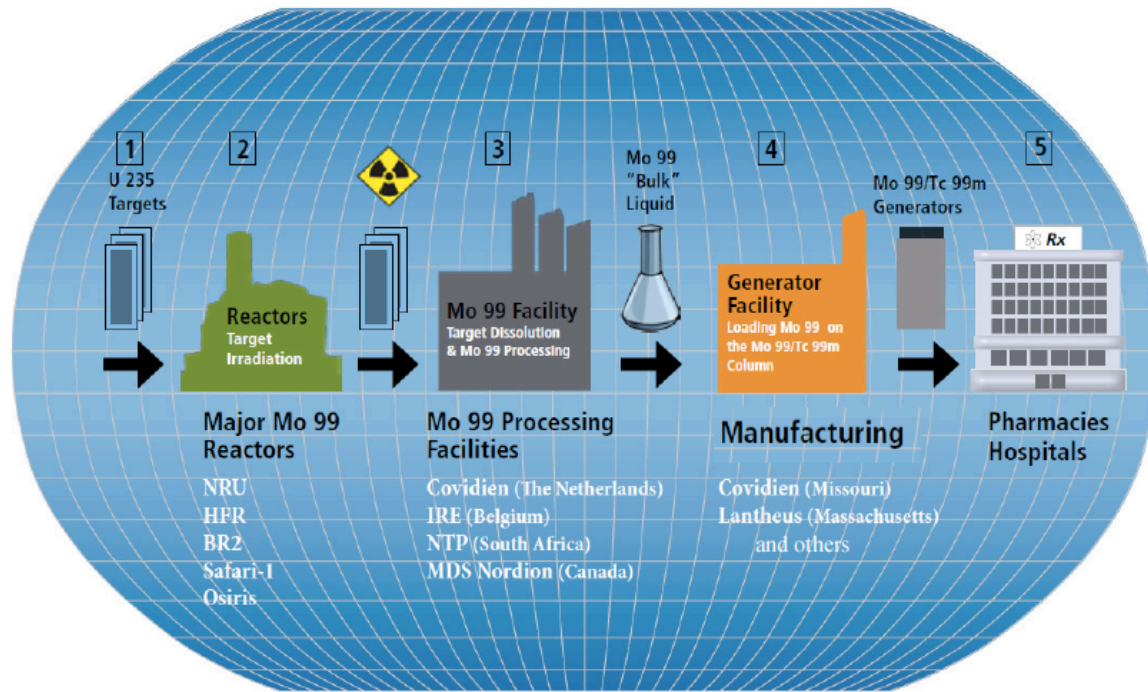 1
U 235
Targets
2
Reactors
Target
Irradiation
3
Mo 99 Facility
Target Dissolution
& Mo 99 Processing
Mo 99
"Bulk"
Liquid
4
Generator
Facility
Loading Mo 99 on
the Mo 99/Tc 99m
Column
Mo 99/Tc 99m
Generators
5
Rx
Major Mo 99
Reactors
NRU
HFR
BR2
Safari-1
Osiris
Mo 99 Processing
Facilities
Covidien (The Netherlands)
IRE (Belgium)
NTP (South Africa)
MDS Nordion (Canada)
Manufacturing
Covidien (Missouri)
Lantheus (Massachusetts)
and others
Pharmacies
Hospitals